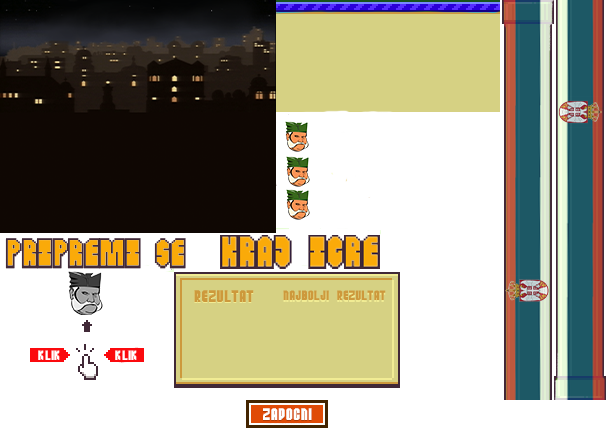 PRIPREMI SE
KRAJ IGRE
REZULTAT
NAJBOLJI REZULTAT
KLIK
KLIK
ZAPOCNI